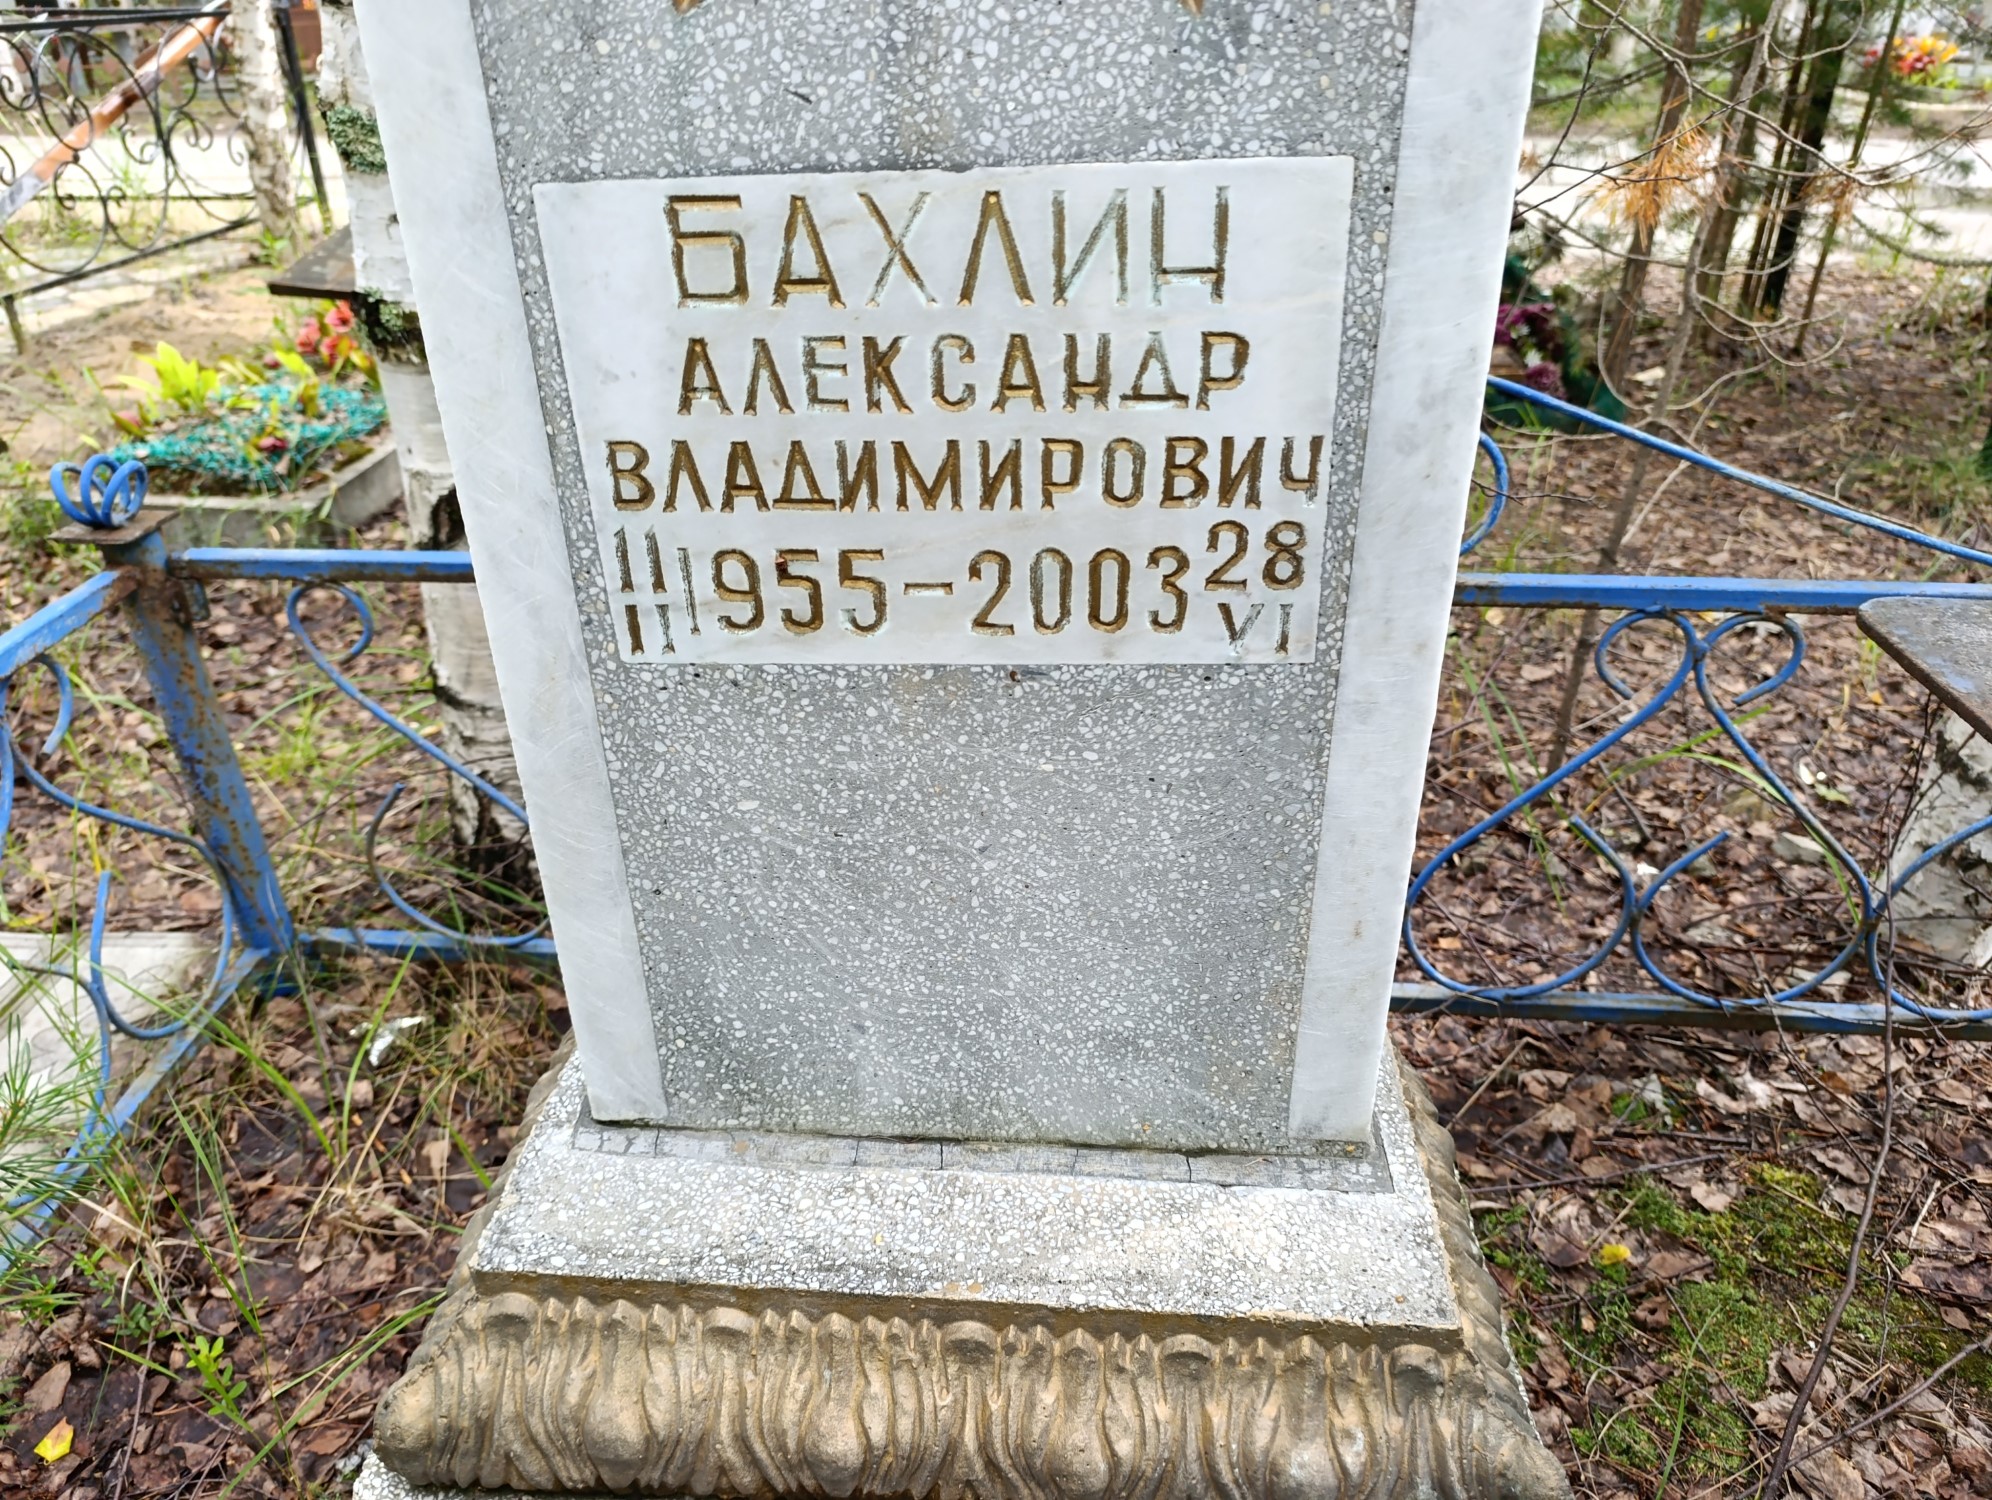 БАХЛИН
АЛЕКСАНДР
ВЛАДИМИРОВИЧ
11 II 1955-2003 28 VI